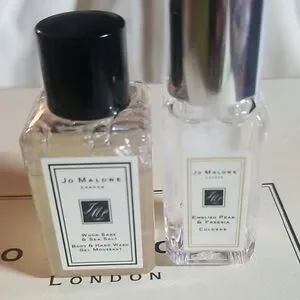 Jo Malone
London
Wood Sage
& Sea Salt
Body & Hand Wash
Gel Moussant
Jo Malone
London
English Pear
& Freesia
Cologne
London